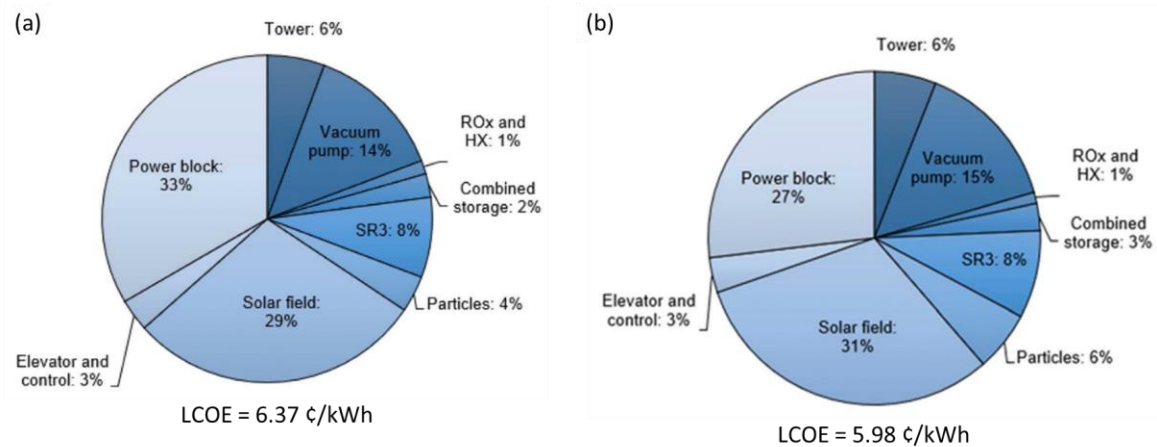 (a)
Tower: 6%
Vacuum
pump: 14%
ROx and
HX: 1%
Combined
storage: 2%
SR3: 8%
Particles: 4%
Solar field:
29%
Elevator and
control: 3%
Power block:
33%
LCOE = 6.37 ¢/kWh
(b)
Tower: 6%
Vacuum
pump: 15%
ROx and
HX: 1%
Combined
storage: 3%
SR3: 8%
Particles: 6%
Solar field:
31%
Elevator and
control: 3%
Power block:
27%
LCOE = 5.98 ¢/kWh